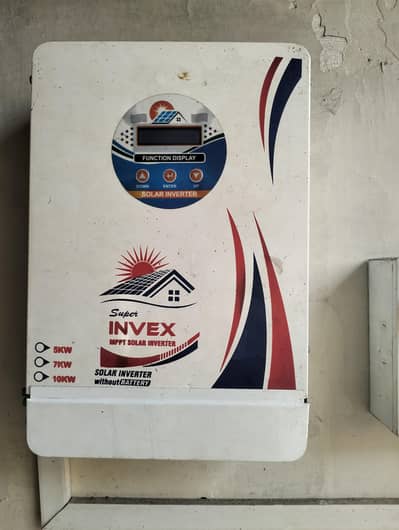 FUNCTION DISPLAY
DOWN ENTER UP
SOLAR INVERTER
Super
INVEX
MPPT SOLAR INVERTER
5KW
7KW
10KW
SOLAR INVERTER
without BATTERY